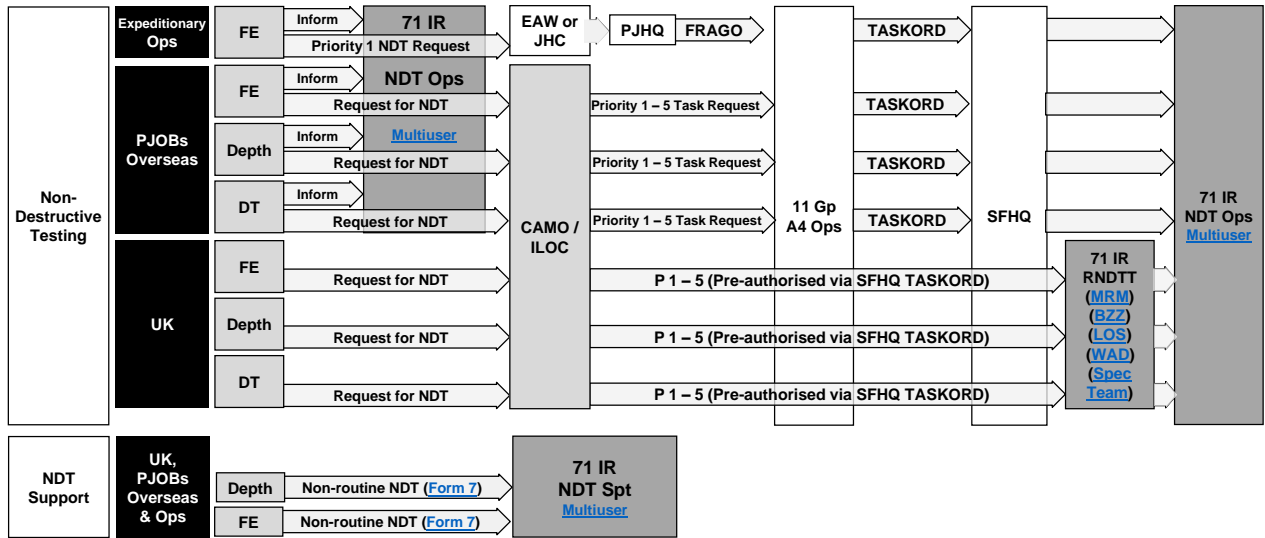 Non-
Destructive
Testing
Expeditionary
Ops
FE
Inform
Priority 1 NDT Request
71 IR
NDT Ops
Multiuser
EAW or
JHC
PJHQ
FRAGO
TASKORD
PJOBs
Overseas
FE
Inform
Request for NDT
Priority 1 – 5 Task Request
TASKORD
Depth
Inform
Request for NDT
Priority 1 – 5 Task Request
TASKORD
DT
Inform
Request for NDT
Priority 1 – 5 Task Request
TASKORD
CAMO /
ILOC
11 Gp
A4 Ops
SFHQ
71 IR
NDT Ops
Multiuser
UK
FE
Request for NDT
P 1 – 5 (Pre-authorised via SFHQ TASKORD)
Depth
Request for NDT
P 1 – 5 (Pre-authorised via SFHQ TASKORD)
DT
Request for NDT
P 1 – 5 (Pre-authorised via SFHQ TASKORD)
71 IR
RNDTT
(MRM)
(BZZ)
(LOS)
(WAD)
(Spec
Team)
NDT
Support
UK,
PJOBs
Overseas
& Ops
Depth
Non-routine NDT (Form 7)
FE
Non-routine NDT (Form 7)
71 IR
NDT Spt
Multiuser